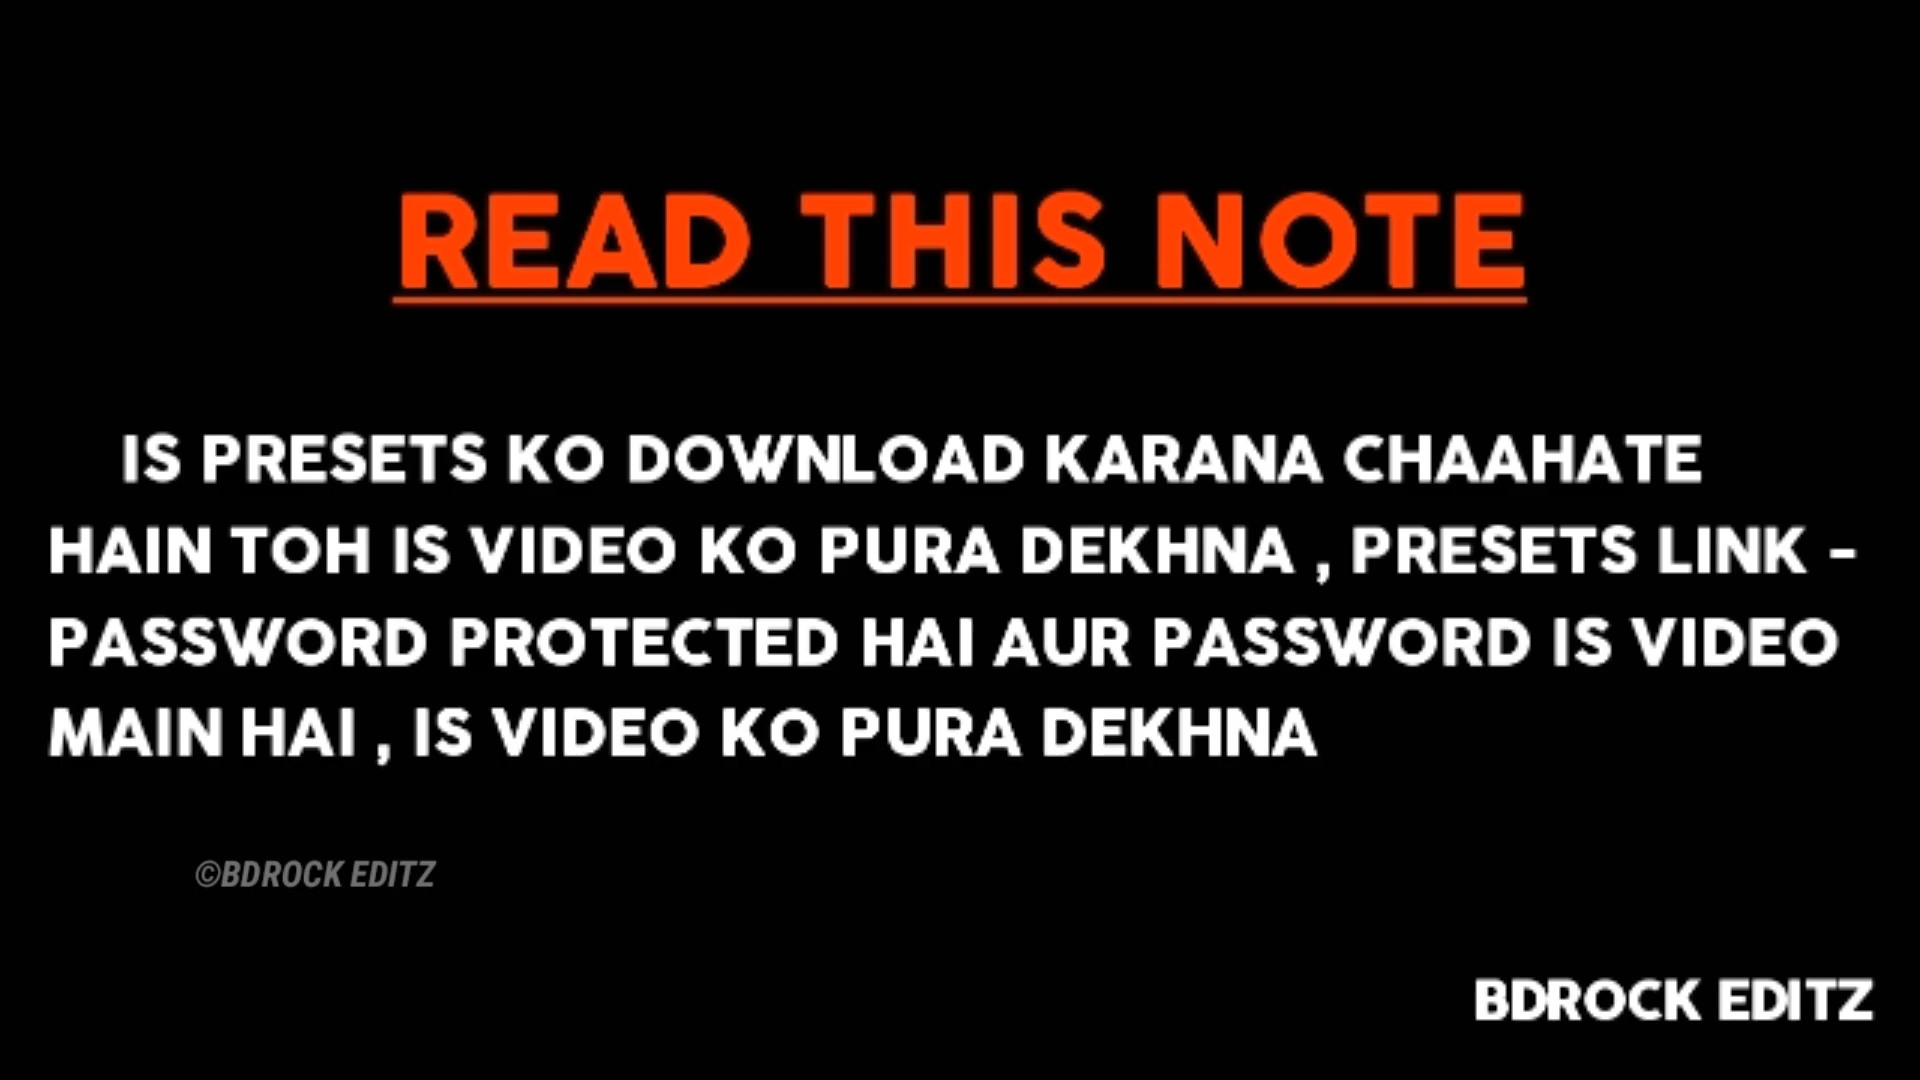 READ THIS NOTE
IS PRESETS KO DOWNLOAD KARANA CHAAHATE
HAIN TOH IS VIDEO KO PURA DEKHNA , PRESETS LINK -
PASSWORD PROTECTED HAI AUR PASSWORD IS VIDEO
MAIN HAI , IS VIDEO KO PURA DEKHNA
©BDROCK EDITZ
BDROCK EDITZ